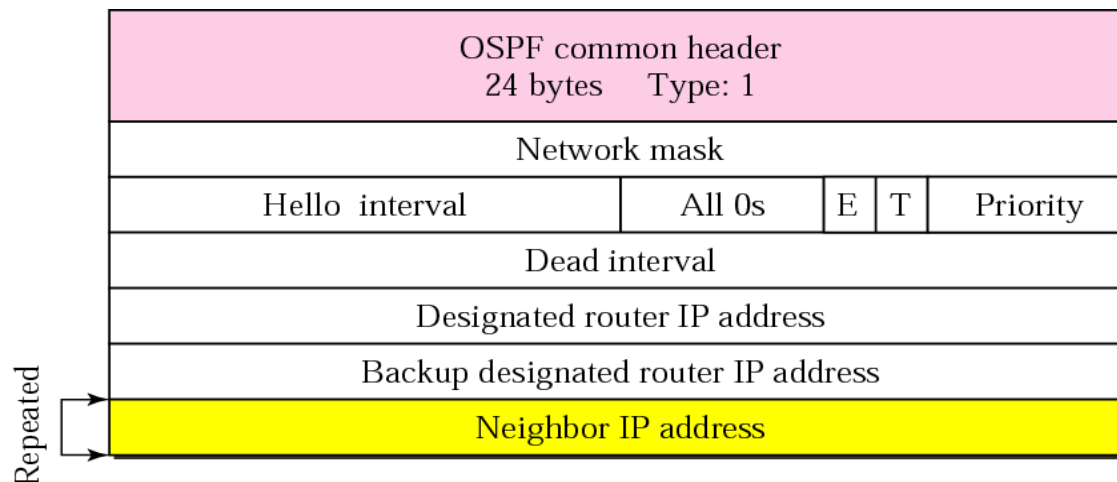 OSPF common header
24 bytes Type: 1
Network mask
Hello interval All 0s E T Priority
Dead interval
Designated router IP address
Backup designated router IP address
Repeated
Neighbor IP address